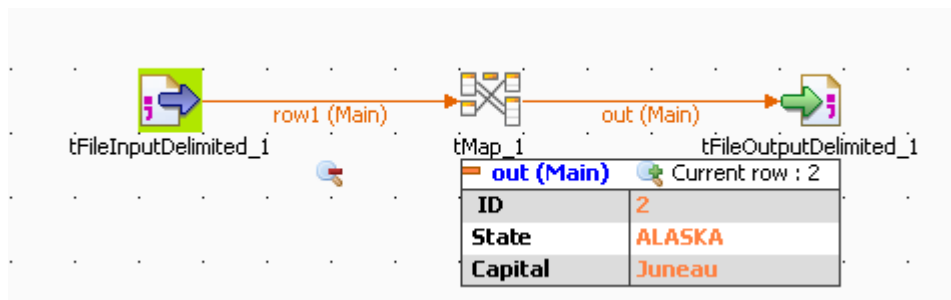 row1 (Main)
out (Main)
tFileInputDelimited_1
tMap_1
tFileOutputDelimited_1
out (Main) Current row : 2
ID 2
State ALASKA
Capital Juneau